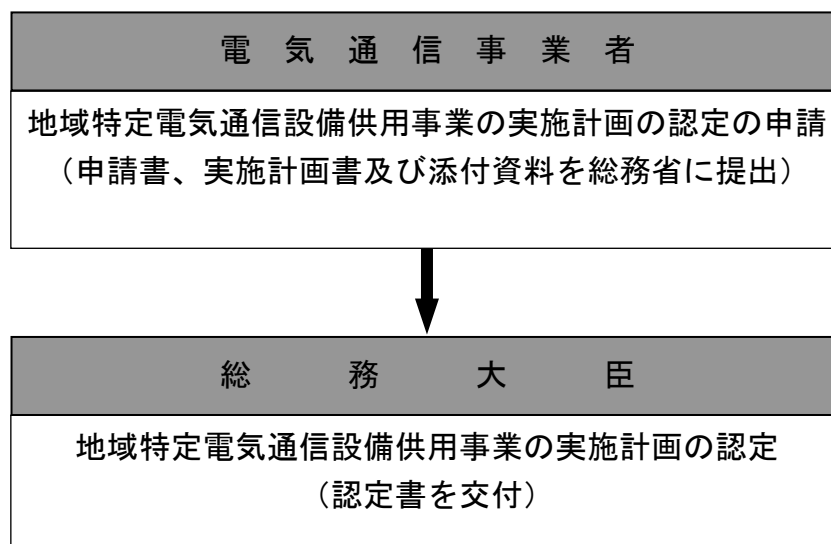 電気通信事業者
地域特定電気通信設備供用事業の実施計画の認定の申請
（申請書、実施計画書及び添付資料を総務省に提出）
総務大臣
地域特定電気通信設備供用事業の実施計画の認定
（認定書を交付）